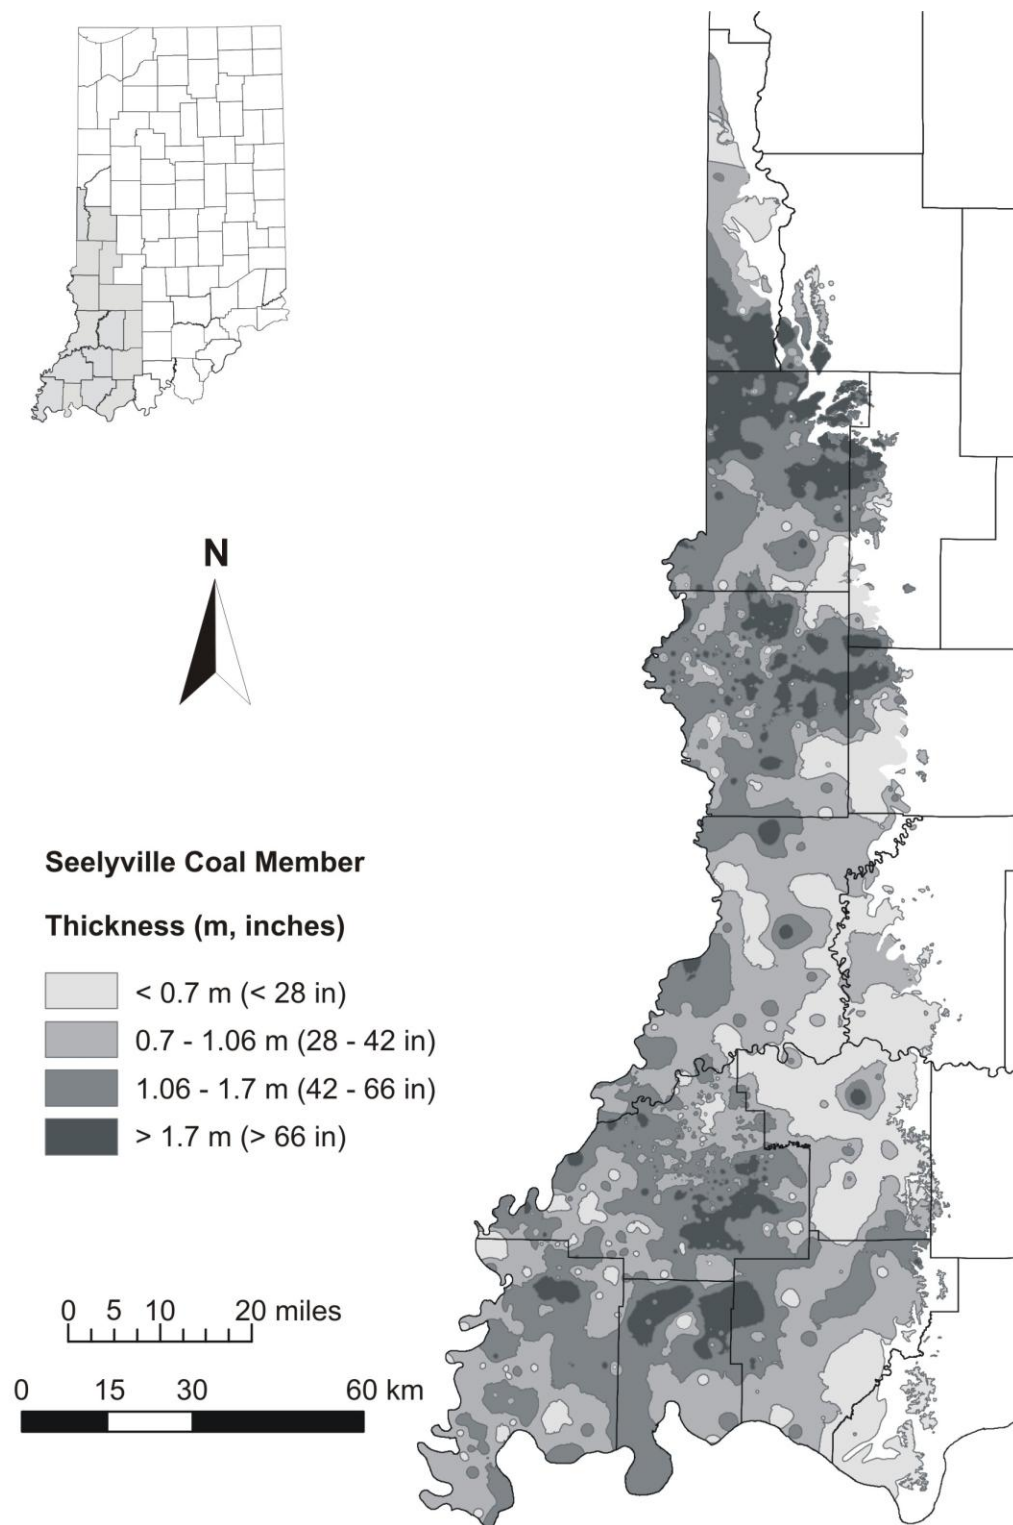 N
Seelyville Coal Member
Thickness (m, inches)
< 0.7 m (< 28 in)
0.7 - 1.06 m (28 - 42 in)
1.06 - 1.7 m (42 - 66 in)
> 1.7 m (> 66 in)
0 5 10 20 miles
0 15 30 60 km